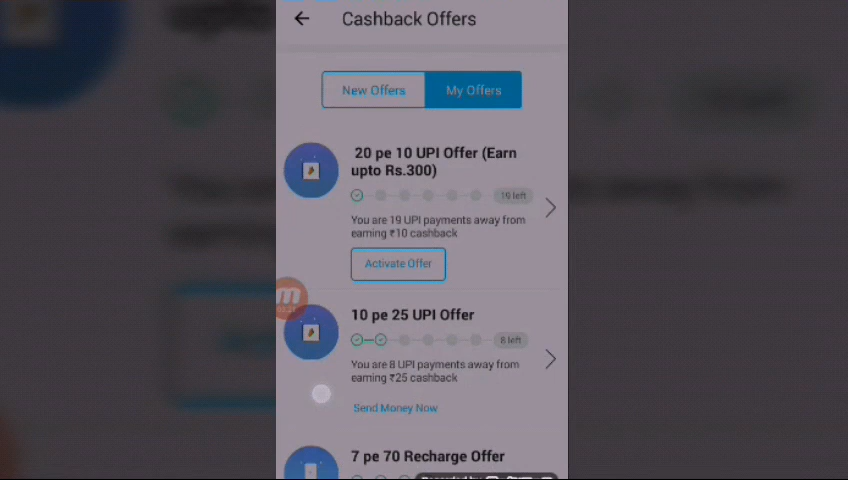 Cashback Offers
New Offers
My Offers
20 pe 10 UPI Offer (Earn
upto Rs.300)
19 left
You are 19 UPI payments away from
earning ₹10 cashback
Activate Offer
10 pe 25 UPI Offer
8 left
You are 8 UPI payments away from
earning ₹25 cashback
Send Money Now
7 pe 70 Recharge Offer